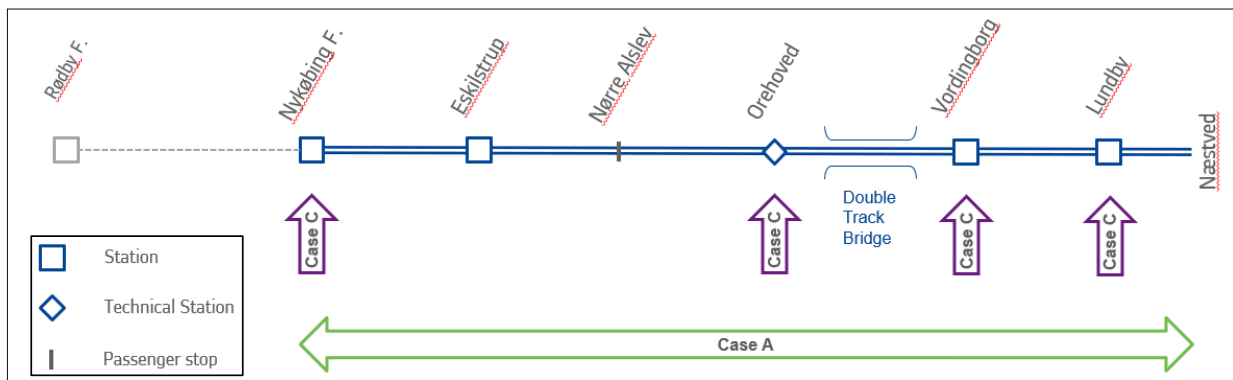 Rødby F.
Nykøbing F.
Eskilstrup
Nørre Alslev
Orehoved
Vordingborg
Lundby
Næstved
Double
Track
Bridge
Case C
Case C
Case C
Case C
Station
Technical Station
Passenger stop
Case A